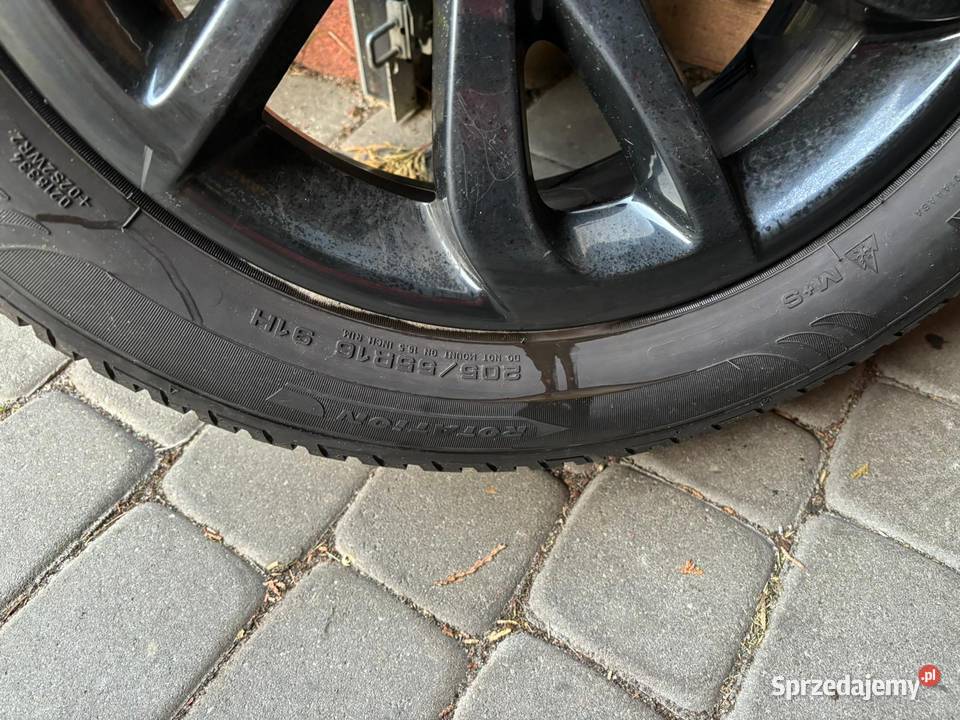 205/55R16 91H
DO NOT MOUNT ON 16.5 INCH RIM
ROTATION
M+S
Sprzedajemy.pl